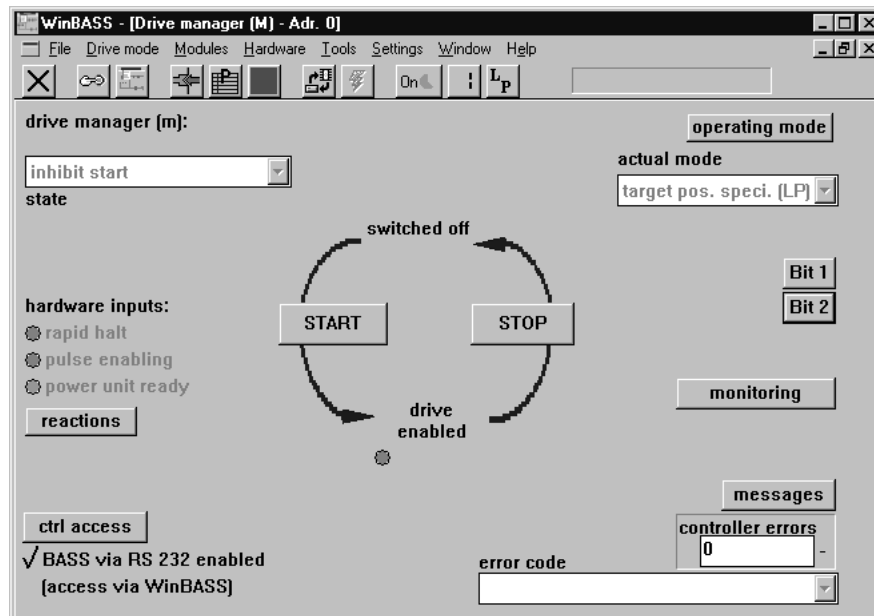 WinBASS - [Drive manager (M) - Adr. 0]
File Drive mode Modules Hardware Tools Settings Window Help
P On L P
drive manager (m):
operating mode
actual mode
inhibit start
target pos. speci. (LP)
state
switched off
Bit 1
hardware inputs:
Bit 2
START STOP
rapid halt
pulse enabling
power unit ready
monitoring
reactions
drive
enabled
messages
ctrl access
controller errors
BASS via RS 232 enabled
0 -
(access via WinBASS)
error code